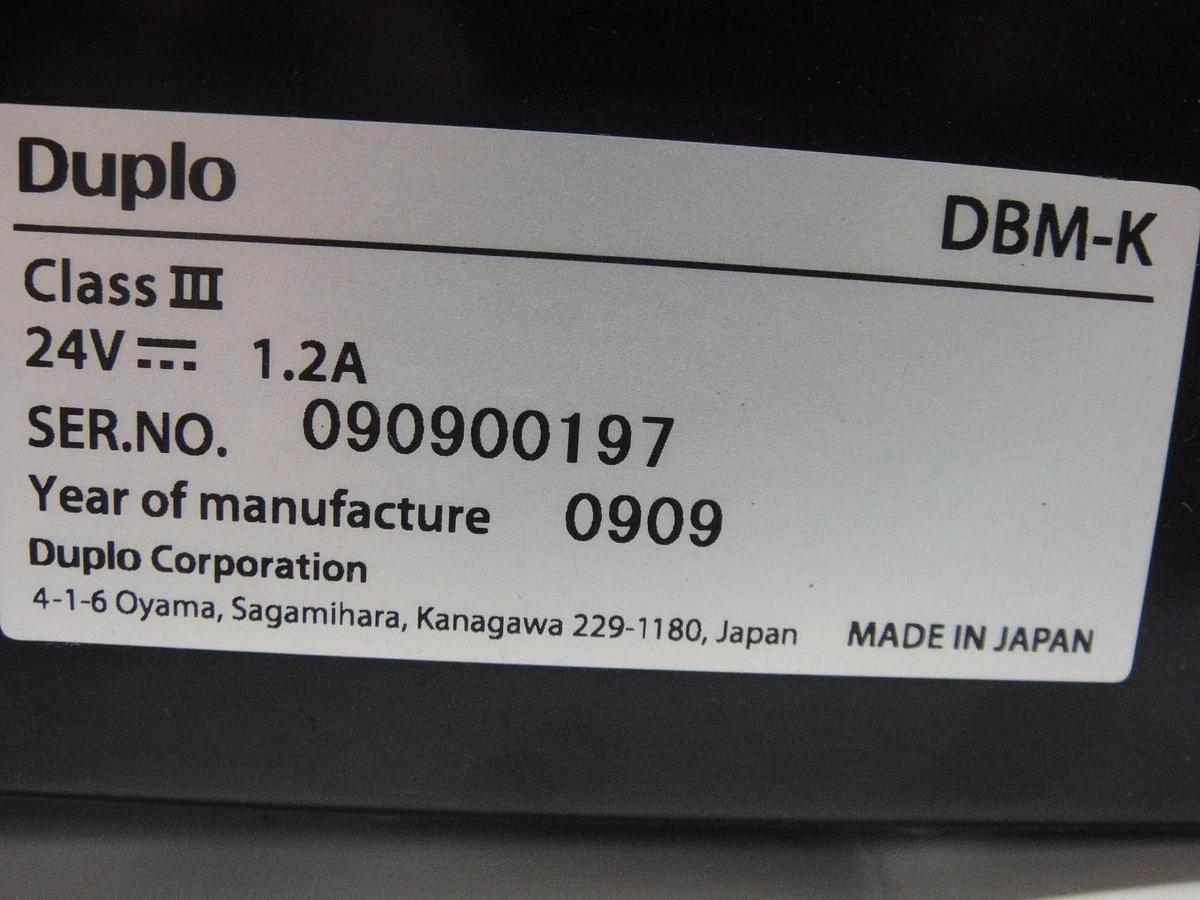 Duplo
DBM-K
Class III
24V⎓ 1.2A
SER.NO. 090900197
Year of manufacture 0909
Duplo Corporation
4-1-6 Oyama, Sagamihara, Kanagawa 229-1180, Japan MADE IN JAPAN